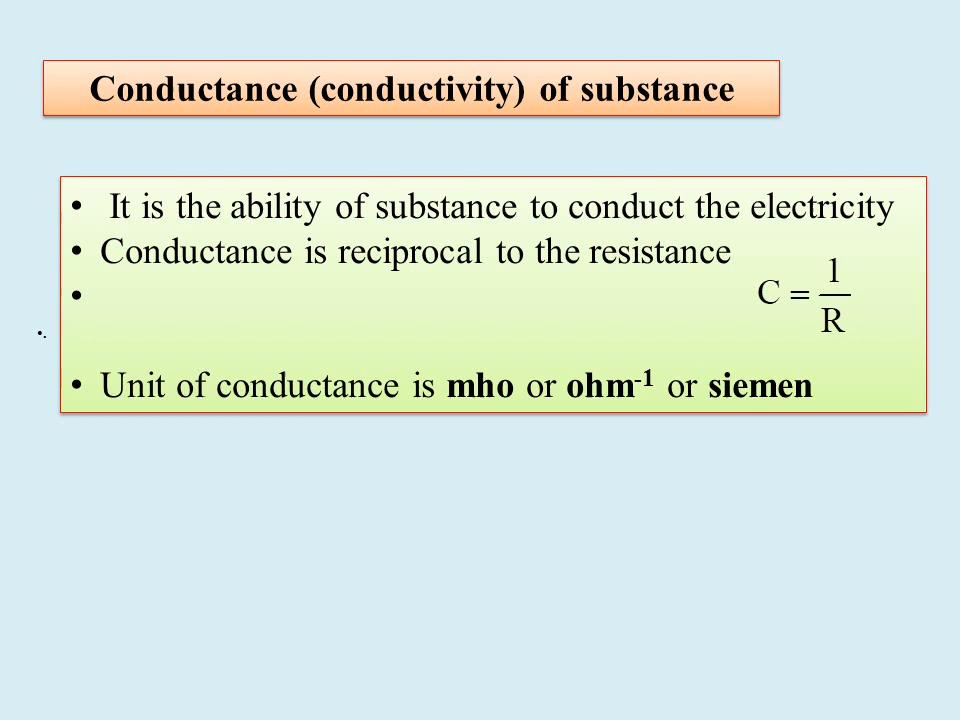 Conductance (conductivity) of substance
• It is the ability of substance to conduct the electricity
• Conductance is reciprocal to the resistance
• C = 1/R
•.
• Unit of conductance is mho or ohm⁻¹ or siemen